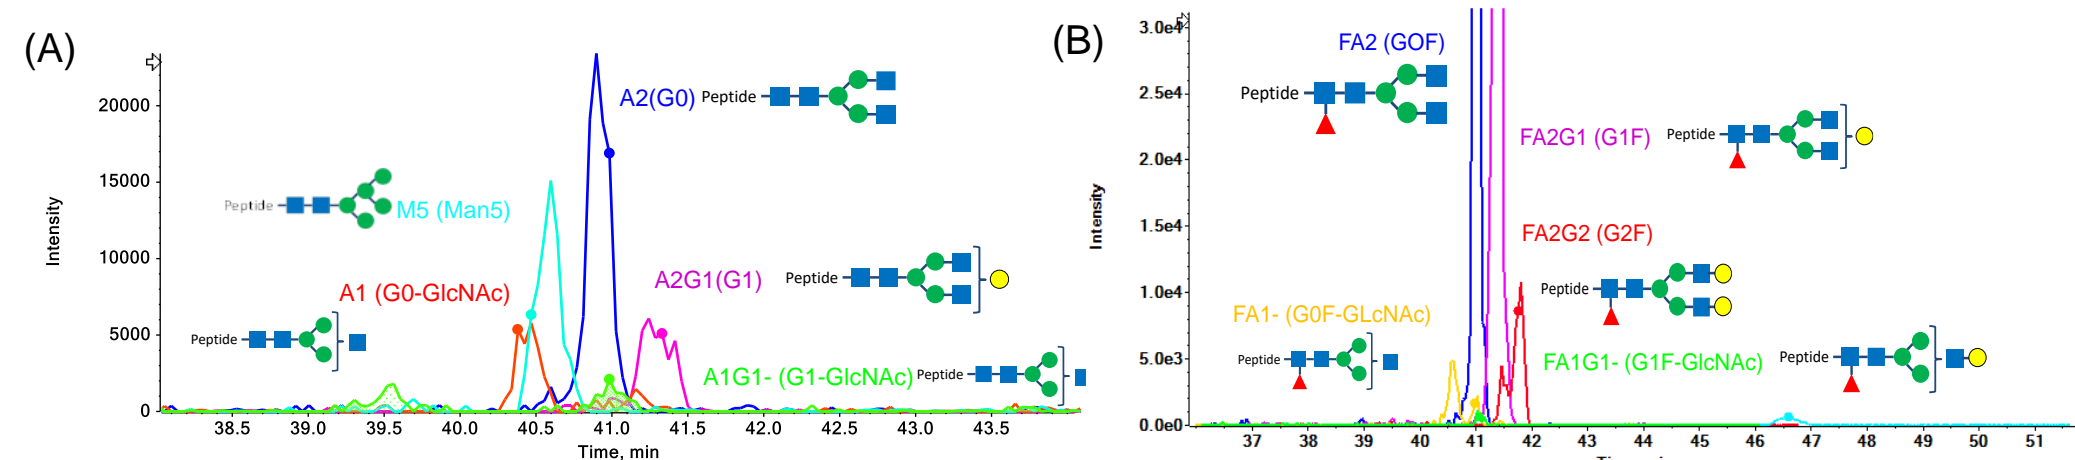 (A)
A2(G0)
Peptide
Peptide
M5 (Man5)
A1 (G0-GlcNAc)
Peptide
A2G1(G1)
Peptide
A1G1- (G1-GlcNAc)
Peptide
Intensity
20000
15000
10000
5000
0
38.5 39.0 39.5 40.0 40.5 41.0 41.5 42.0 42.5 43.0 43.5
Time, min
(B)
FA2 (GOF)
Peptide
FA2G1 (G1F)
Peptide
FA2G2 (G2F)
Peptide
FA1- (G0F-GLcNAc)
Peptide
FA1G1- (G1F-GlcNAc)
Peptide
Intensity
3.0e4
2.5e4
2.0e4
1.5e4
1.0e4
5.0e3
0.0e0
37 38 39 40 41 42 43 44 45 46 47 48 49 50 51